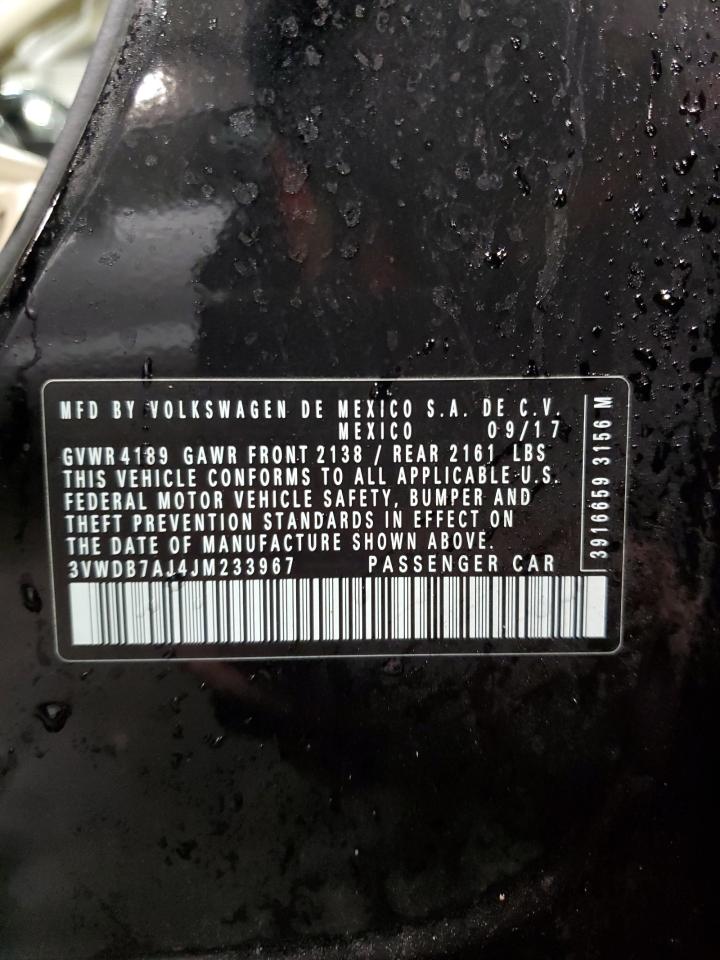 MFD BY VOLKSWAGEN DE MEXICO S.A. DE C.V.
MEXICO 09/17
GVWR 4189 GAWR FRONT 2138 / REAR 2161 LBS
THIS VEHICLE CONFORMS TO ALL APPLICABLE U.S.
FEDERAL MOTOR VEHICLE SAFETY, BUMPER AND
THEFT PREVENTION STANDARDS IN EFFECT ON
THE DATE OF MANUFACTURE SHOWN ABOVE.
3VWDB7AJ4JM233967 PASSENGER CAR
3916659 3156 M